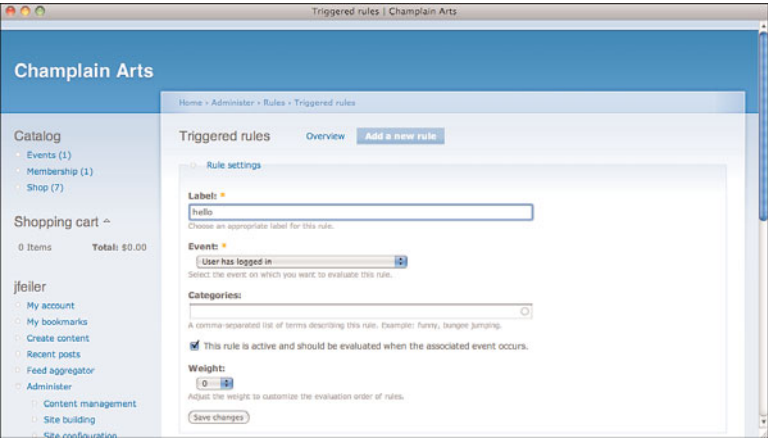 Triggered rules | Champlain Arts
Champlain Arts
Home › Administer › Rules › Triggered rules
Catalog
Events (1)
Membership (1)
Shop (7)
Shopping cart
0 Items Total: $0.00
jfeiler
My account
My bookmarks
Create content
Recent posts
Feed aggregator
Administer
Content management
Site building
Site configuration
Triggered rules Overview Add a new rule
Rule settings
Label: *
hello
Choose an appropriate label for this rule.
Event: *
User has logged in
Select the event on which you want to evaluate this rule.
Categories:
A comma-separated list of terms describing this rule. Example: funny, bungee jumping.
This rule is active and should be evaluated when the associated event occurs.
Weight:
0
Adjust the weight to customize the evaluation order of rules.
Save changes